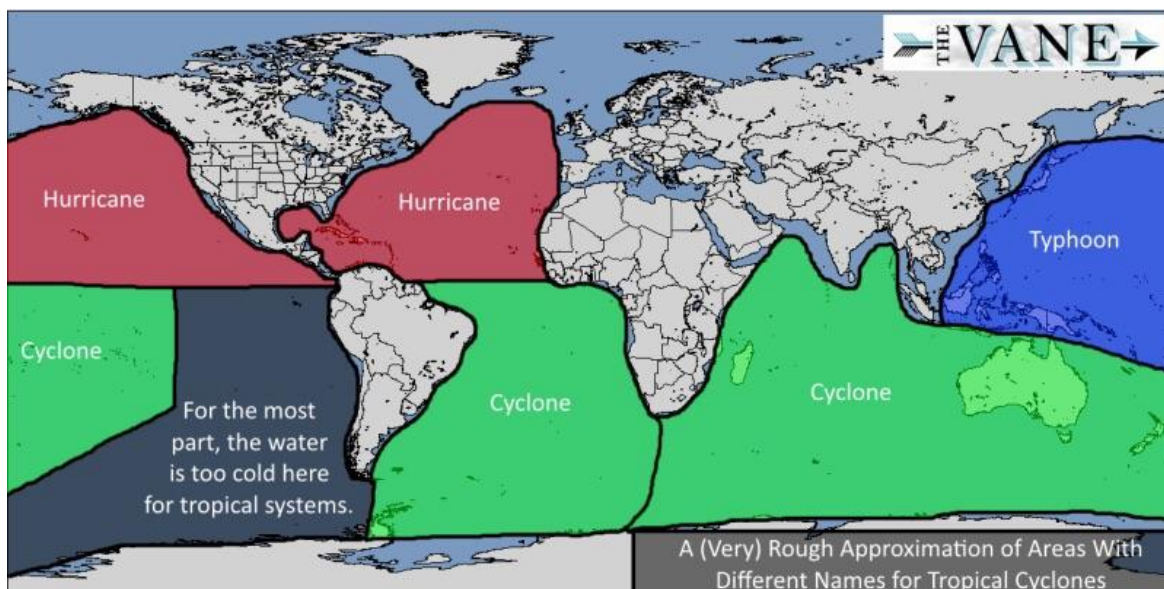 THE VANE
Hurricane
Hurricane
Typhoon
Cyclone
Cyclone
Cyclone
For the most
part, the water
is too cold here
for tropical systems.
A (Very) Rough Approximation of Areas With
Different Names for Tropical Cyclones